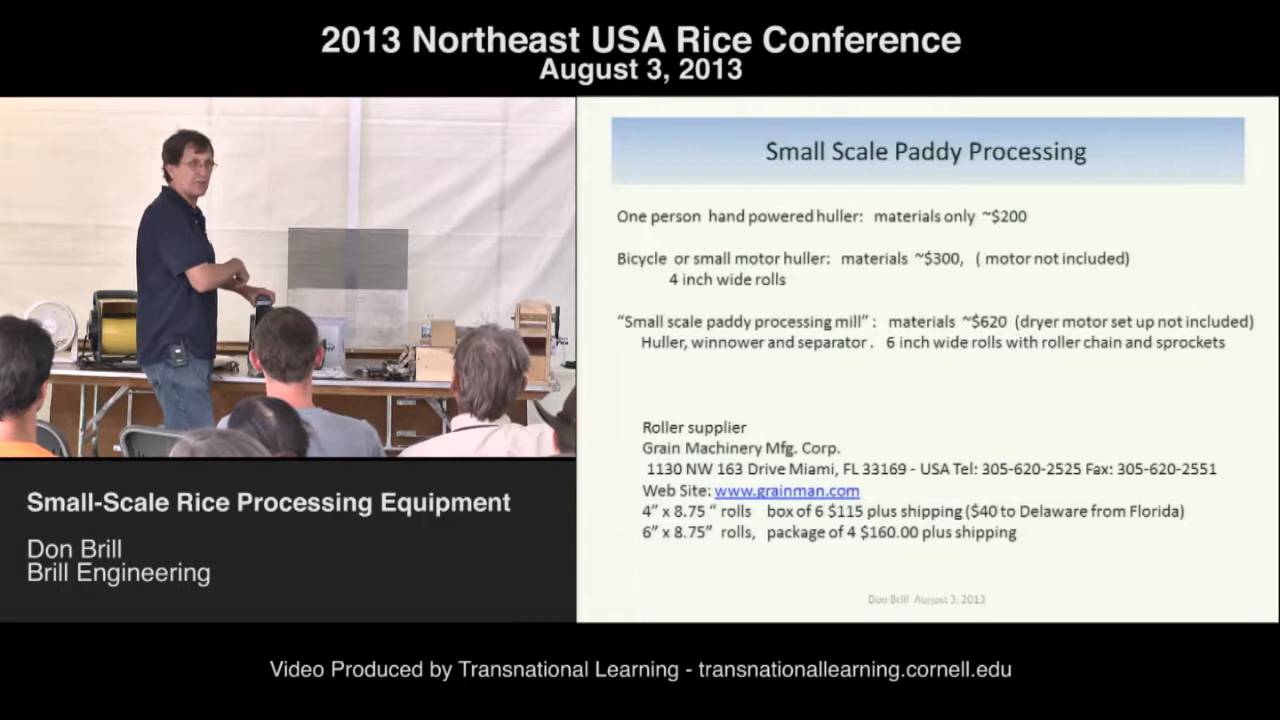 2013 Northeast USA Rice Conference
August 3, 2013
Small Scale Paddy Processing
One person hand powered huller: materials only ~$200
Bicycle or small motor huller: materials ~$300, ( motor not included)
4 inch wide rolls
“Small scale paddy processing mill” : materials ~$620 (dryer motor set up not included)
Huller, winnower and separator . 6 inch wide rolls with roller chain and sprockets
Roller supplier
Grain Machinery Mfg. Corp.
1130 NW 163 Drive Miami, FL 33169 - USA Tel: 305-620-2525 Fax: 305-620-2551
Web Site: www.grainman.com
4” x 8.75 “ rolls box of 6 $115 plus shipping ($40 to Delaware from Florida)
6” x 8.75” rolls, package of 4 $160.00 plus shipping
Don Brill August 3, 2013
Small-Scale Rice Processing Equipment
Don Brill
Brill Engineering
Video Produced by Transnational Learning - transnationallearning.cornell.edu